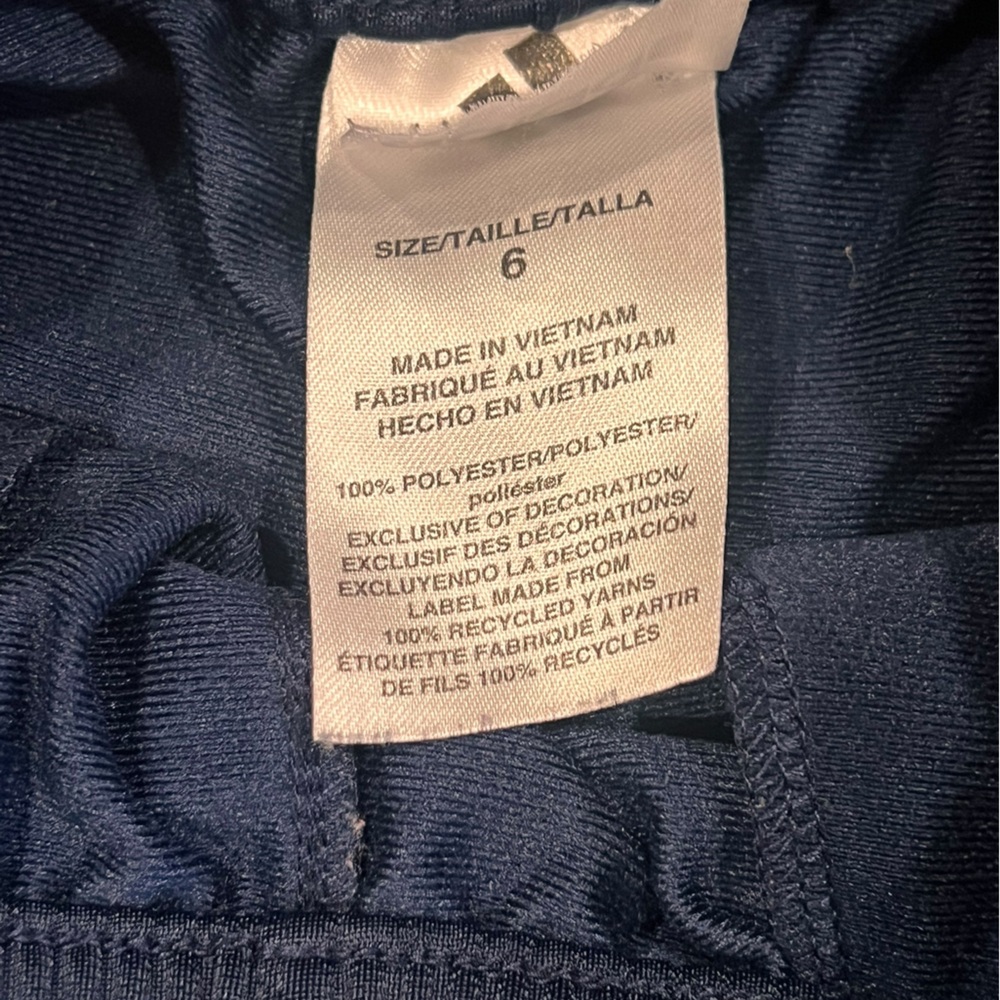 SIZE/TAILLE/TALLA
6
MADE IN VIETNAM
FABRIQUÉ AU VIETNAM
HECHO EN VIETNAM
100% POLYESTER/POLYESTER/
poliéster
EXCLUSIVE OF DECORATION/
EXCLUSIF DES DÉCORATIONS/
EXCLUYENDO LA DECORACIÓN
LABEL MADE FROM
100% RECYCLED YARNS
ÉTIQUETTE FABRIQUÉ À PARTIR
DE FILS 100% RECYCLÉS